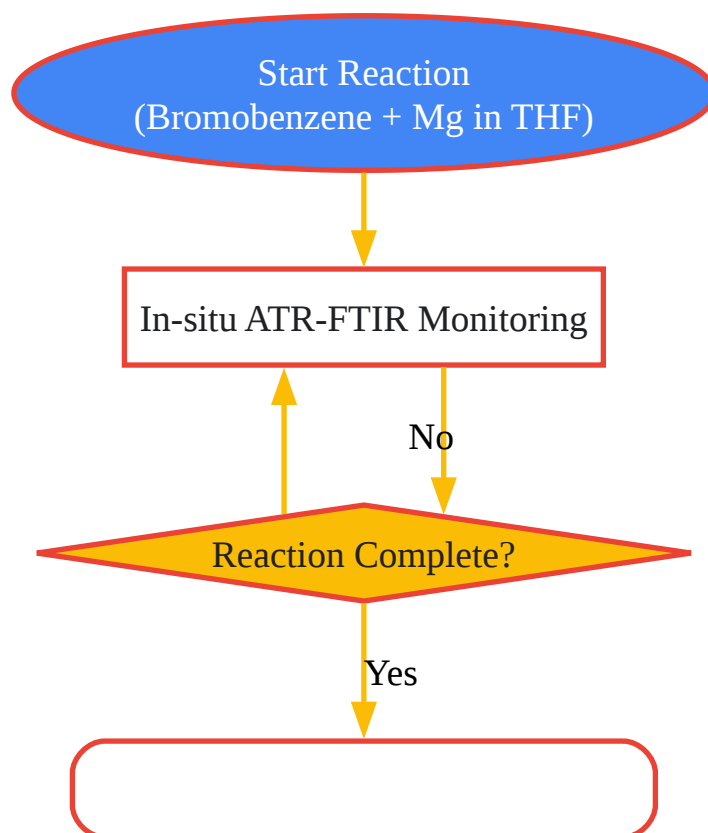 Start Reaction
(Bromobenzene + Mg in THF)
In-situ ATR-FTIR Monitoring
No
Reaction Complete?
Yes